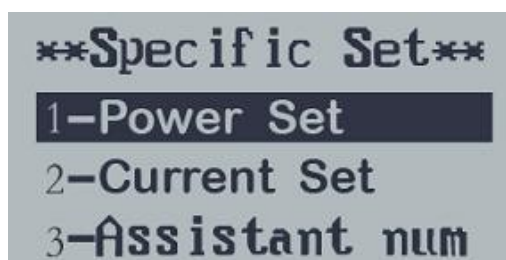 **Specific Set**
1-Power Set
2-Current Set
3-Assistant num